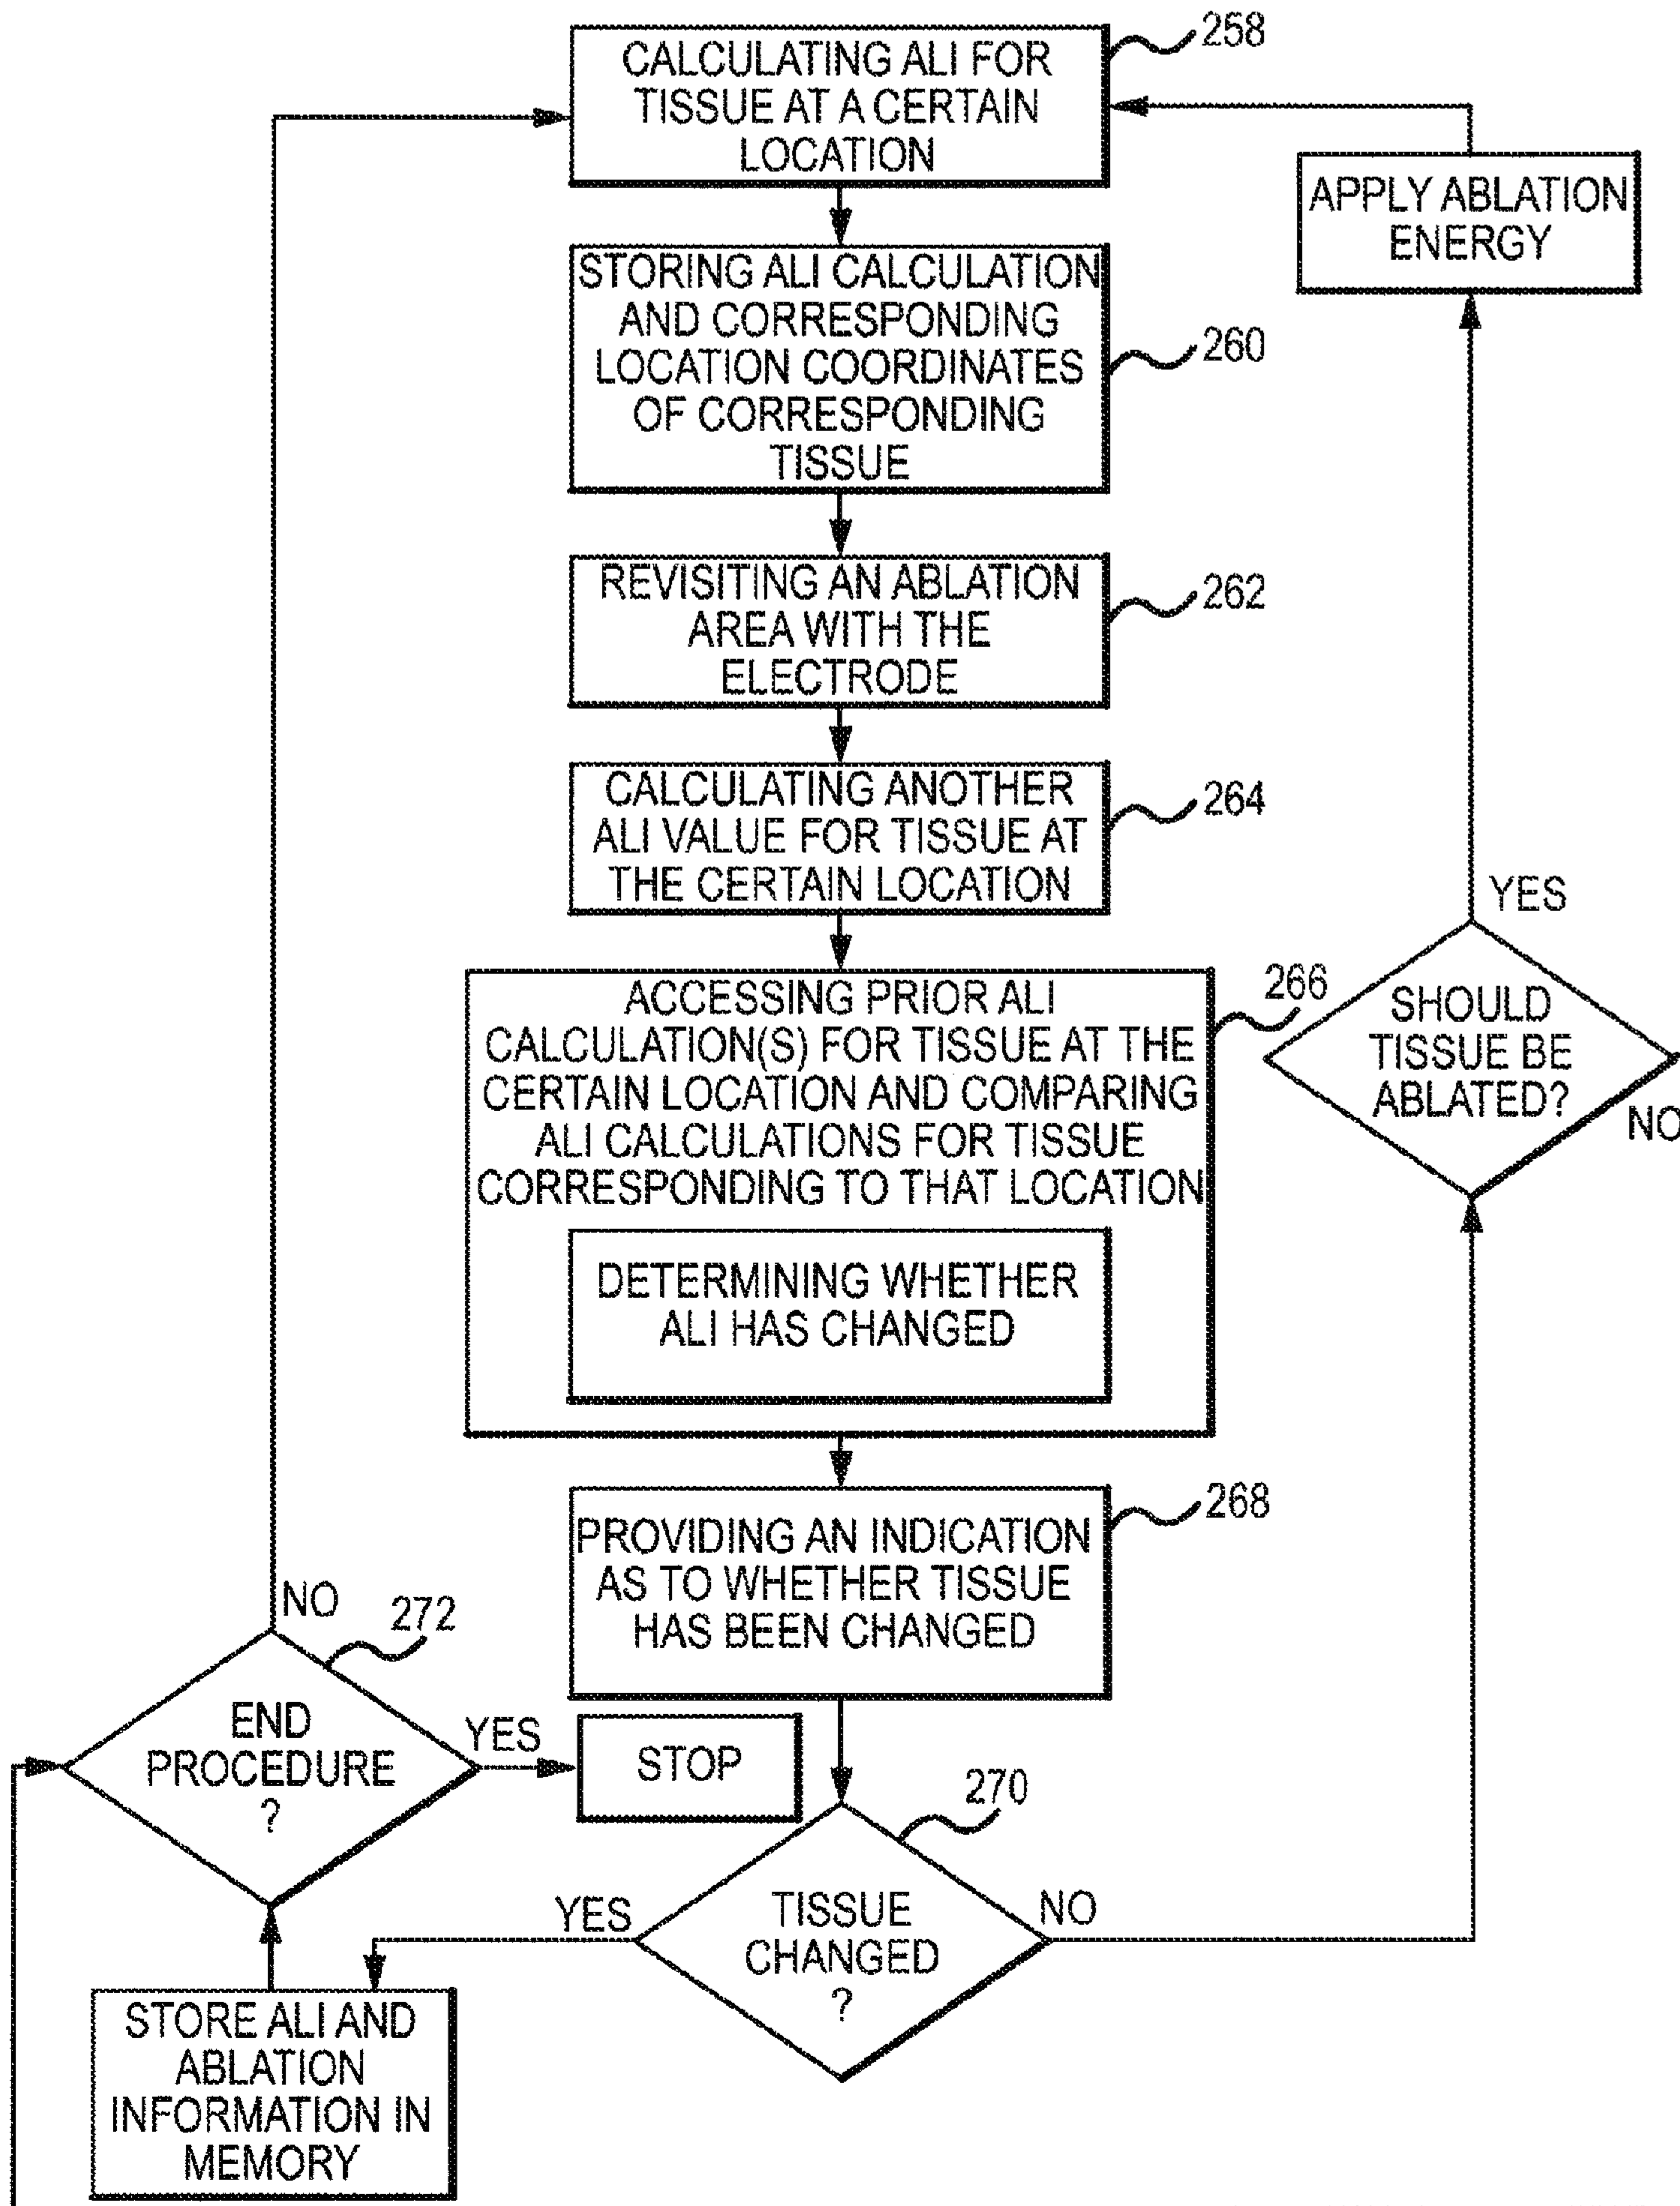 258
CALCULATING ALI FOR
TISSUE AT A CERTAIN
LOCATION
APPLY ABLATION
ENERGY
STORING ALI CALCULATION
AND CORRESPONDING
LOCATION COORDINATES
OF CORRESPONDING
TISSUE
260
REVISITING AN ABLATION
AREA WITH THE
ELECTRODE
262
CALCULATING ANOTHER
ALI VALUE FOR TISSUE AT
THE CERTAIN LOCATION
264
YES
SHOULD
TISSUE BE
ABLATED?
NO
266
ACCESSING PRIOR ALI
CALCULATION(S) FOR TISSUE AT THE
CERTAIN LOCATION AND COMPARING
ALI CALCULATIONS FOR TISSUE
CORRESPONDING TO THAT LOCATION
DETERMINING WHETHER
ALI HAS CHANGED
268
PROVIDING AN INDICATION
AS TO WHETHER TISSUE
HAS BEEN CHANGED
NO
272
END
PROCEDURE
?
YES
STOP
270
YES
TISSUE
CHANGED
?
NO
STORE ALI AND
ABLATION
INFORMATION IN
MEMORY